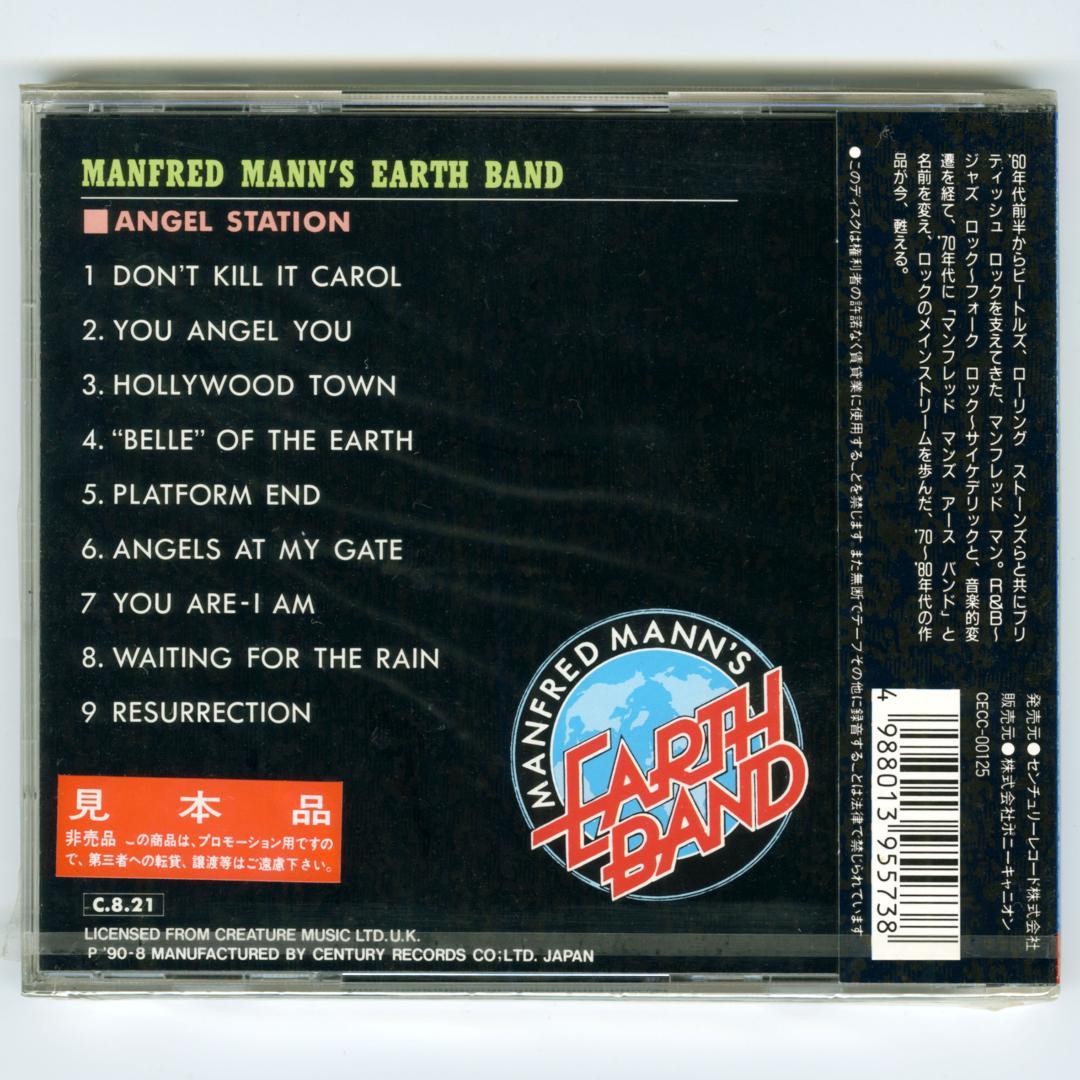 MANFRED MANN'S EARTH BAND
ANGEL STATION
1 DON'T KILL IT CAROL
2. YOU ANGEL YOU
3. HOLLYWOOD TOWN
4. “BELLE” OF THE EARTH
5. PLATFORM END
6. ANGELS AT MY GATE
7 YOU ARE-I AM
8. WAITING FOR THE RAIN
9 RESURRECTION
見本品
非売品 この商品は、プロモーション用ですの
で、第三者への転貸、譲渡等はご遠慮下さい。
C.8.21
LICENSED FROM CREATURE MUSIC LTD.U.K.
P '90-8 MANUFACTURED BY CENTURY RECORDS CO;LTD. JAPAN
MANFRED MANN'S
EARTH
BAND
'60年代前半からビートルズ、ローリング ストーンズらと共にブリ
ティッシュ ロックを支えてきた、マンフレッド マン。R&B〜
ジャズ ロック〜フォーク ロック〜サイケデリックと、音楽的変
遷を経て、'70年代に「マンフレッド マンズ アース バンド」と
名前を変え、ロックのメインストリームを歩んだ、'70〜'80年代の作
品が今、甦える。
●このディスクは権利者の許諾なく賃貸業に使用することを禁じます また無断でテープその他に録音することは法律で禁じられています
発売元●センチュリーレコード株式会社
販売元●株式会社ポニーキャニオン
CECC-00125
4 988013 955738